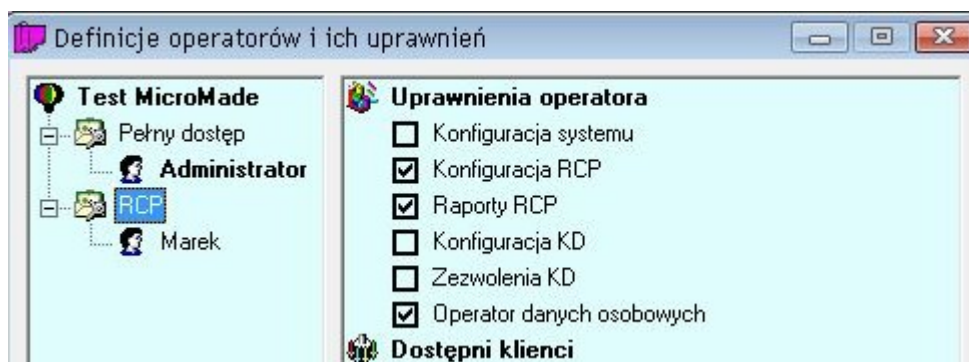 Definicje operatorów i ich uprawnień
Test MicroMade
Pełny dostęp
Administrator
RCP
Marek
Uprawnienia operatora
Konfiguracja systemu
Konfiguracja RCP
Raporty RCP
Konfiguracja KD
Zezwolenia KD
Operator danych osobowych
Dostępni klienci